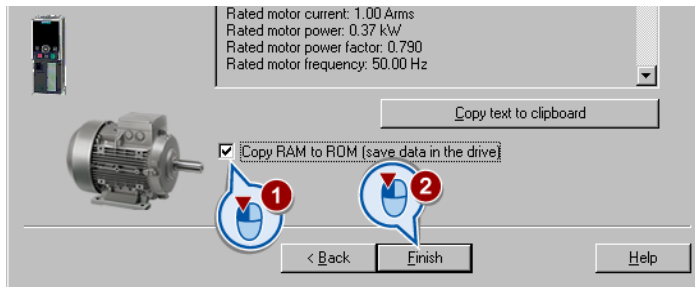 Rated motor current: 1.00 Arms
Rated motor power: 0.37 kW
Rated motor power factor: 0.790
Rated motor frequency: 50.00 Hz
Copy text to clipboard
Copy RAM to ROM (save data in the drive)
1
2
< Back
Finish
Help